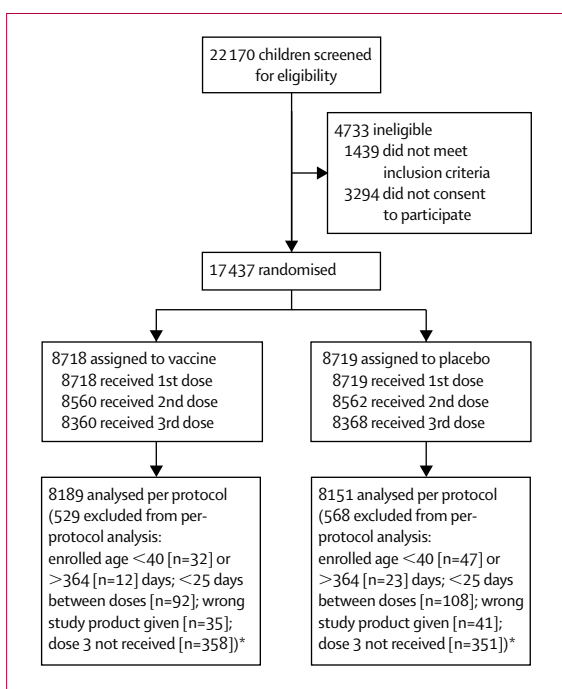 22 170 children screened
for eligibility
4733 ineligible
1439 did not meet
inclusion criteria
3294 did not consent
to participate
17 437 randomised
8718 assigned to vaccine
8718 received 1st dose
8560 received 2nd dose
8360 received 3rd dose
8719 assigned to placebo
8719 received 1st dose
8562 received 2nd dose
8368 received 3rd dose
8189 analysed per protocol
(529 excluded from per-
protocol analysis:
enrolled age <40 [n=32] or
>364 [n=12] days; <25 days
between doses [n=92]; wrong
study product given [n=35];
dose 3 not received [n=358])*
8151 analysed per protocol
(568 excluded from per-
protocol analysis:
enrolled age <40 [n=47] or
>364 [n=23] days; <25 days
between doses [n=108]; wrong
study product given [n=41];
dose 3 not received [n=351])*